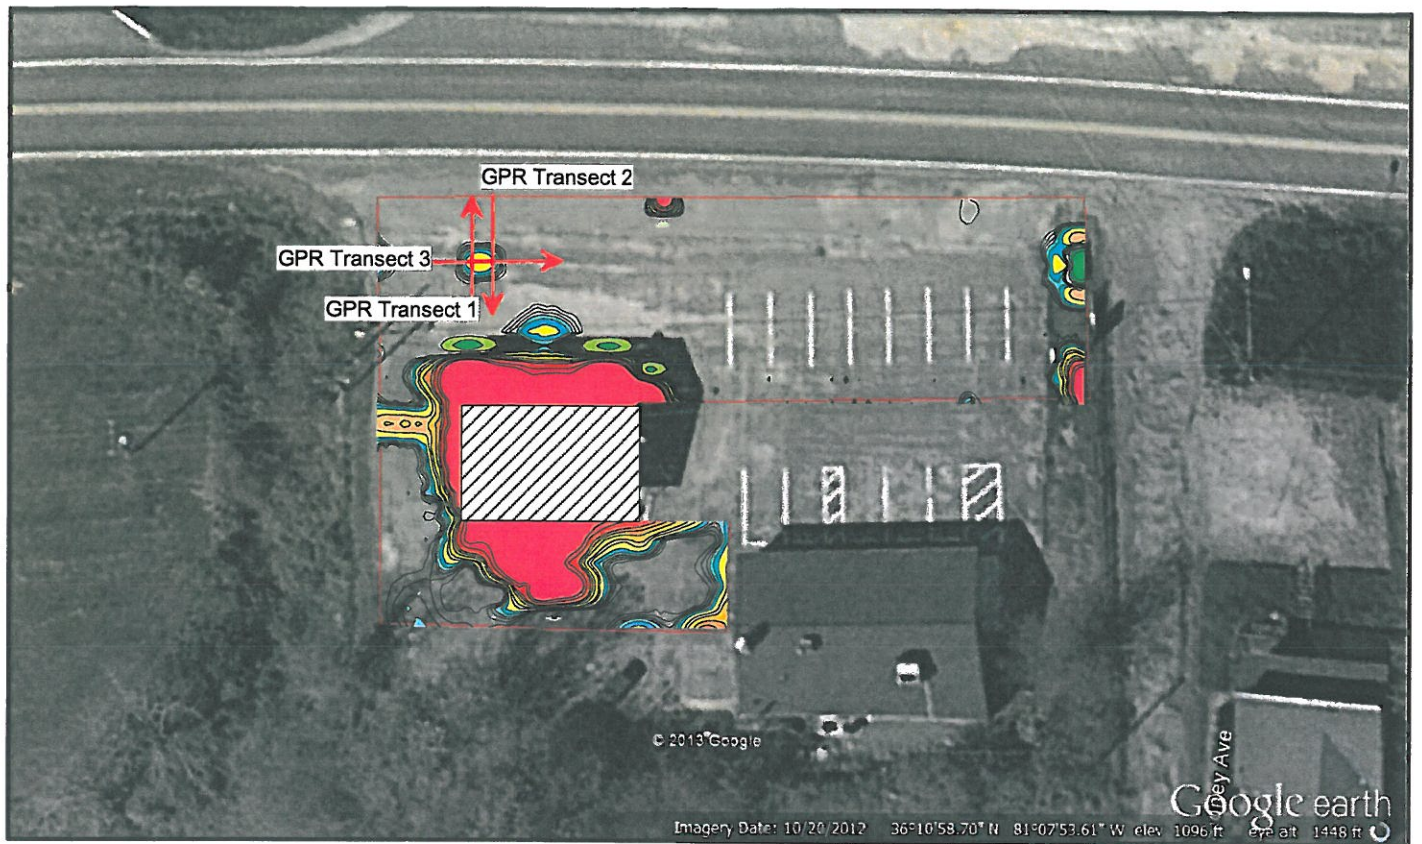 GPR Transect 2
GPR Transect 3
GPR Transect 1
© 2013 Google
Google earth
Imagery Date: 10/20/2012 36°10'58.70" N 81°07'53.61" W elev 1096 ft eye alt 1448 ft